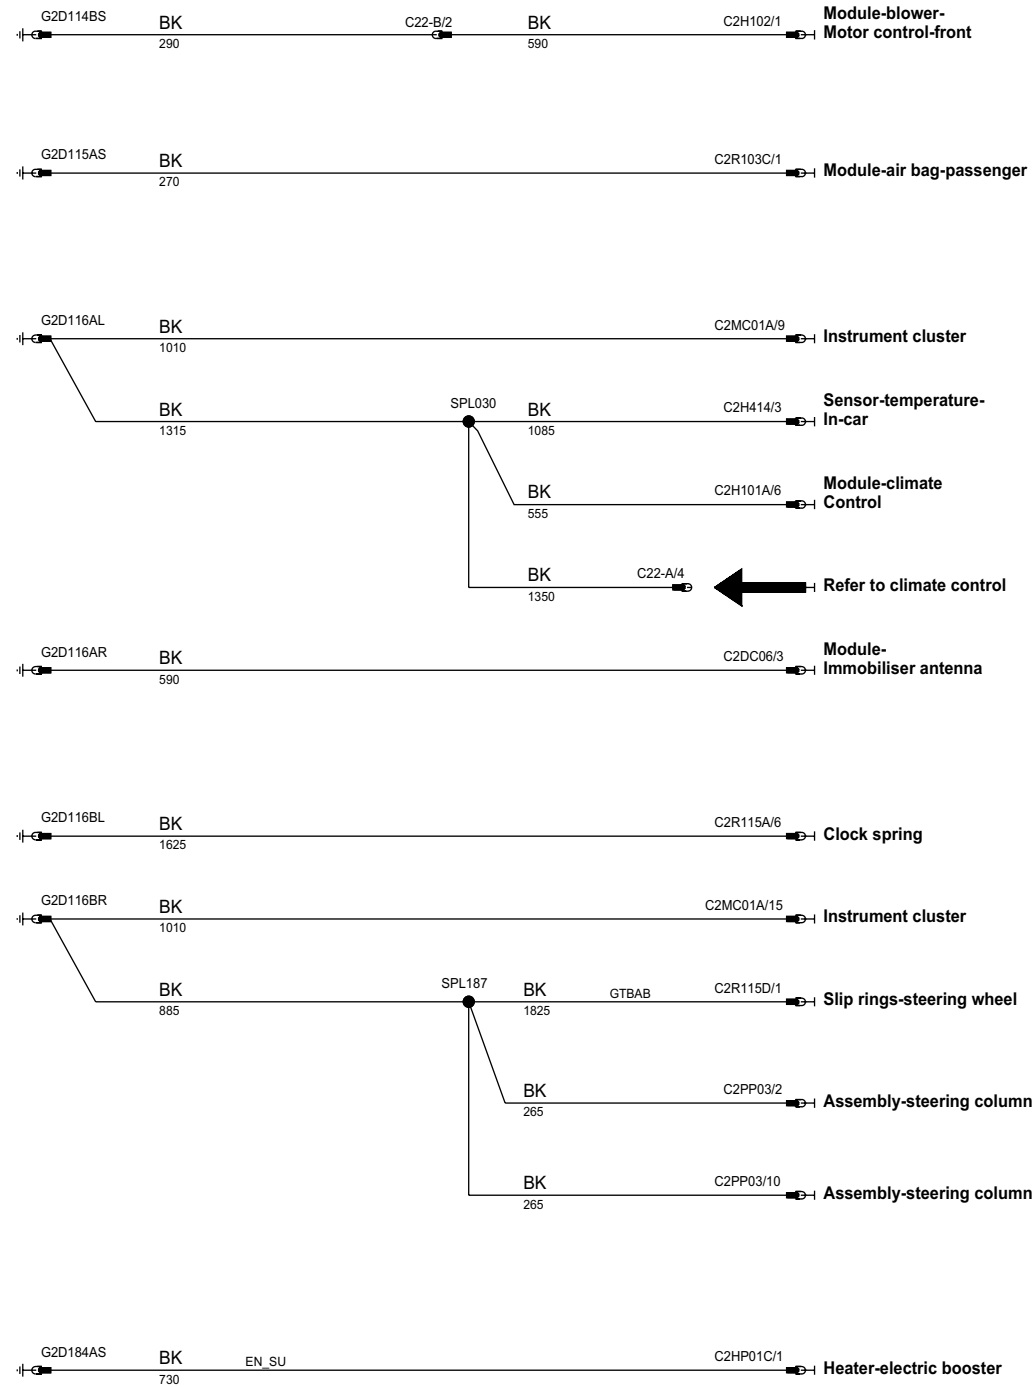 G2D114BS
BK
290
C22-B/2
BK
590
C2H102/1
Module-blower-
Motor control-front
G2D115AS
BK
270
C2R103C/1
Module-air bag-passenger
G2D116AL
BK
1010
C2MC01A/9
Instrument cluster
BK
1315
SPL030
BK
1085
C2H414/3
Sensor-temperature-
In-car
BK
555
C2H101A/6
Module-climate
Control
BK
1350
C22-A/4
Refer to climate control
G2D116AR
BK
590
C2DC06/3
Module-
Immobiliser antenna
G2D116BL
BK
1625
C2R115A/6
Clock spring
G2D116BR
BK
1010
C2MC01A/15
Instrument cluster
BK
885
SPL187
BK
1825
GTBAB
C2R115D/1
Slip rings-steering wheel
BK
265
C2PP03/2
Assembly-steering column
BK
265
C2PP03/10
Assembly-steering column
G2D184AS
BK
730
EN_SU
C2HP01C/1
Heater-electric booster